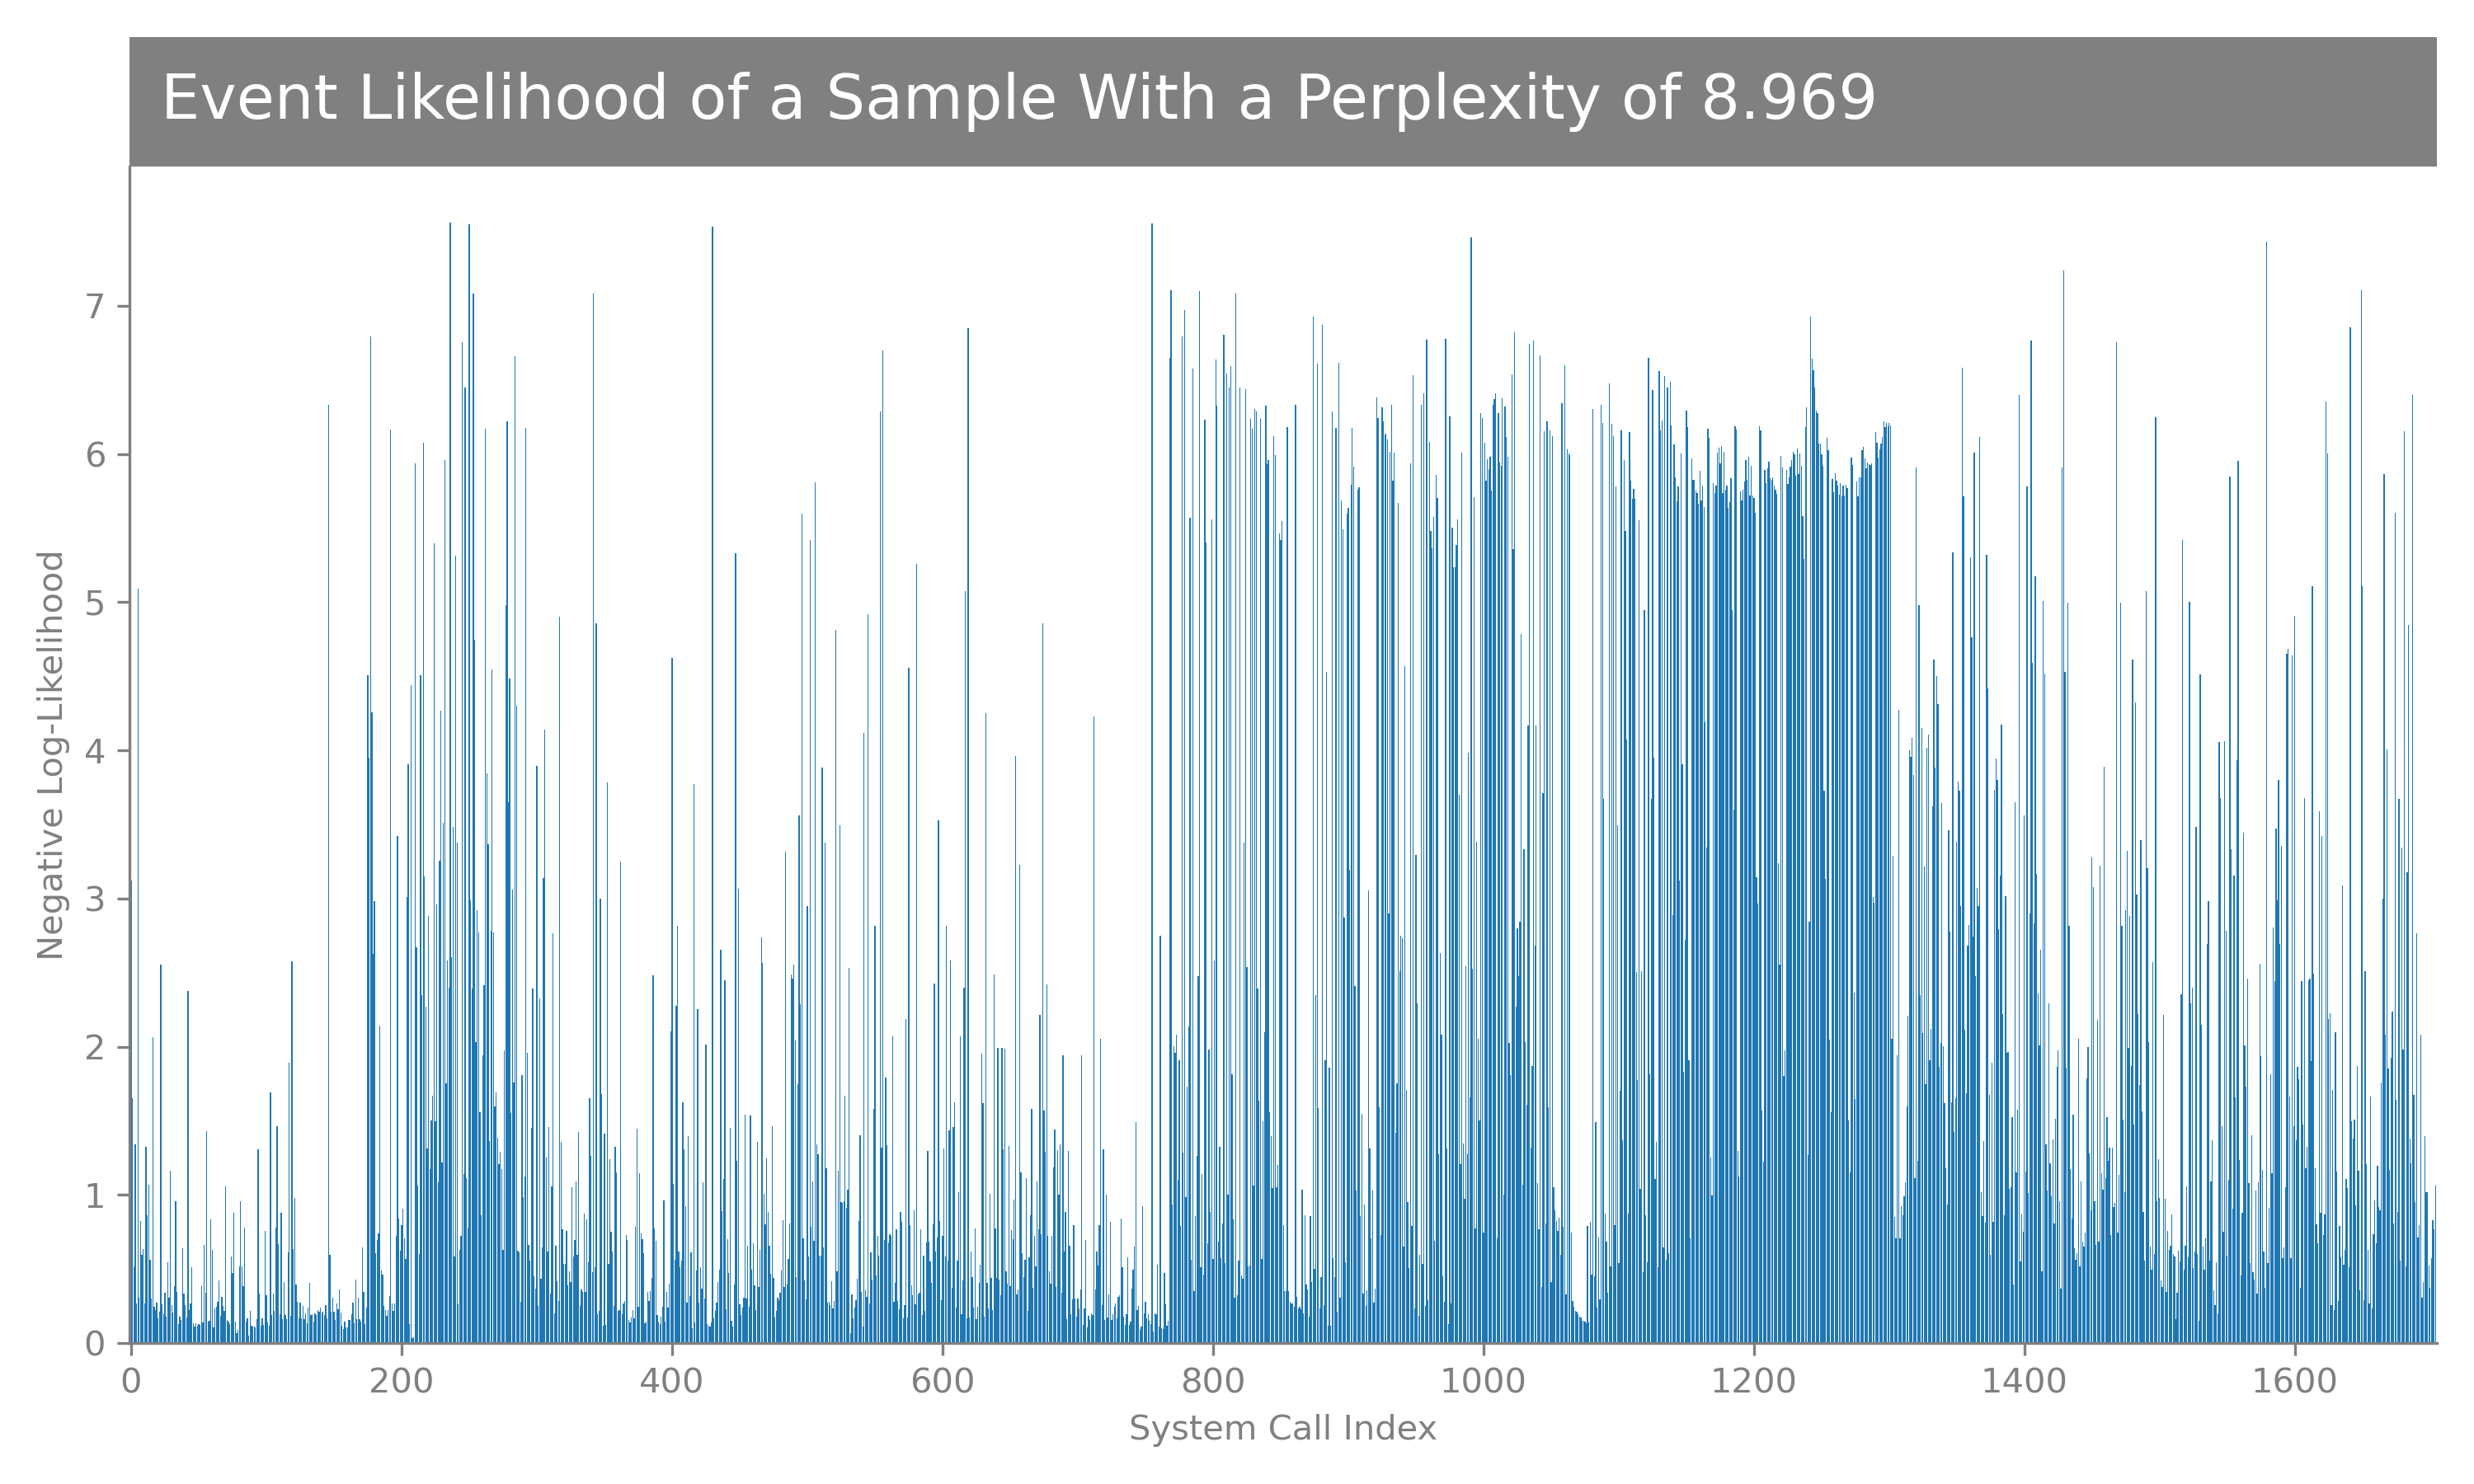 Event Likelihood of a Sample With a Perplexity of 8.969
7
6
5
4
3
2
1
0
Negative Log-Likelihood
0 200 400 600 800 1000 1200 1400 1600
System Call Index